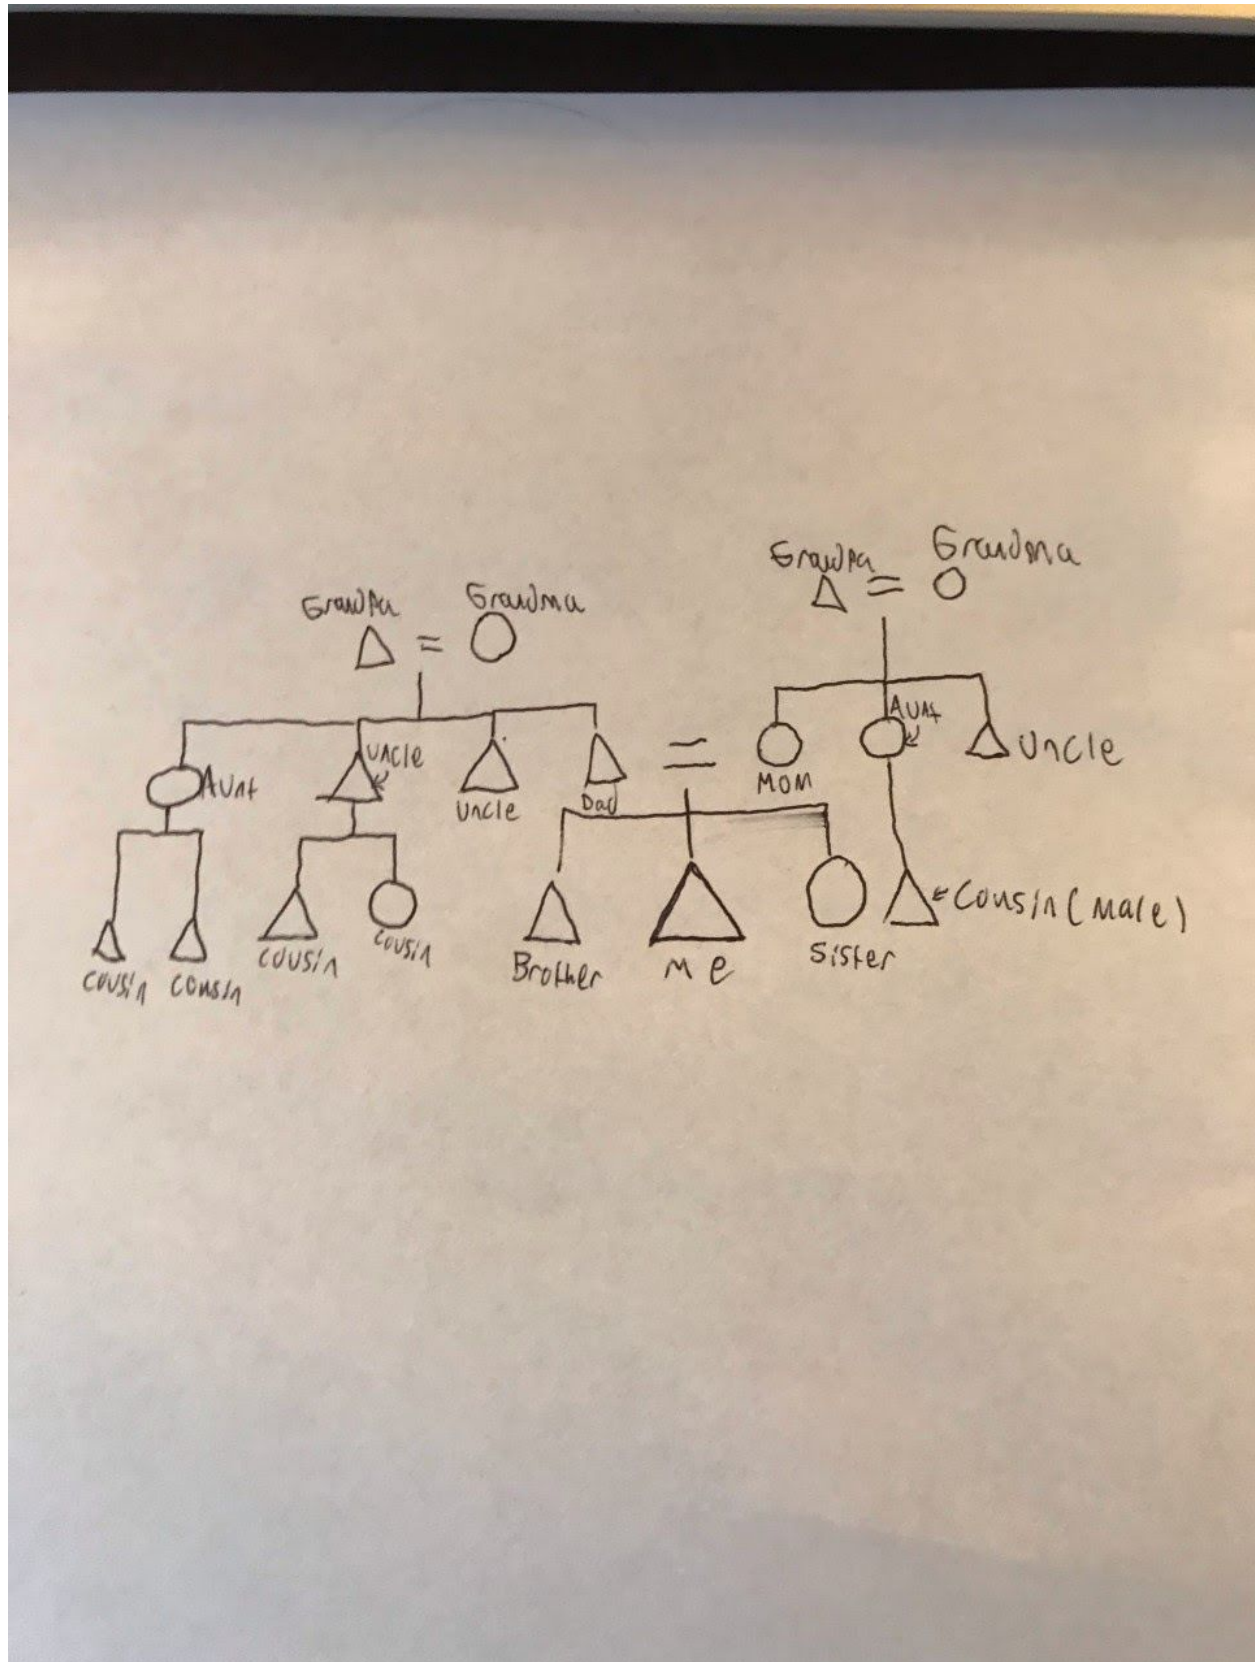 Grandpa Grandma
Grandpa Grandma
Aunt
Uncle
Uncle
Dad
Mom
Aunt
Uncle
Cousin
Cousin
Cousin
Cousin
Brother
Me
Sister
Cousin (Male)